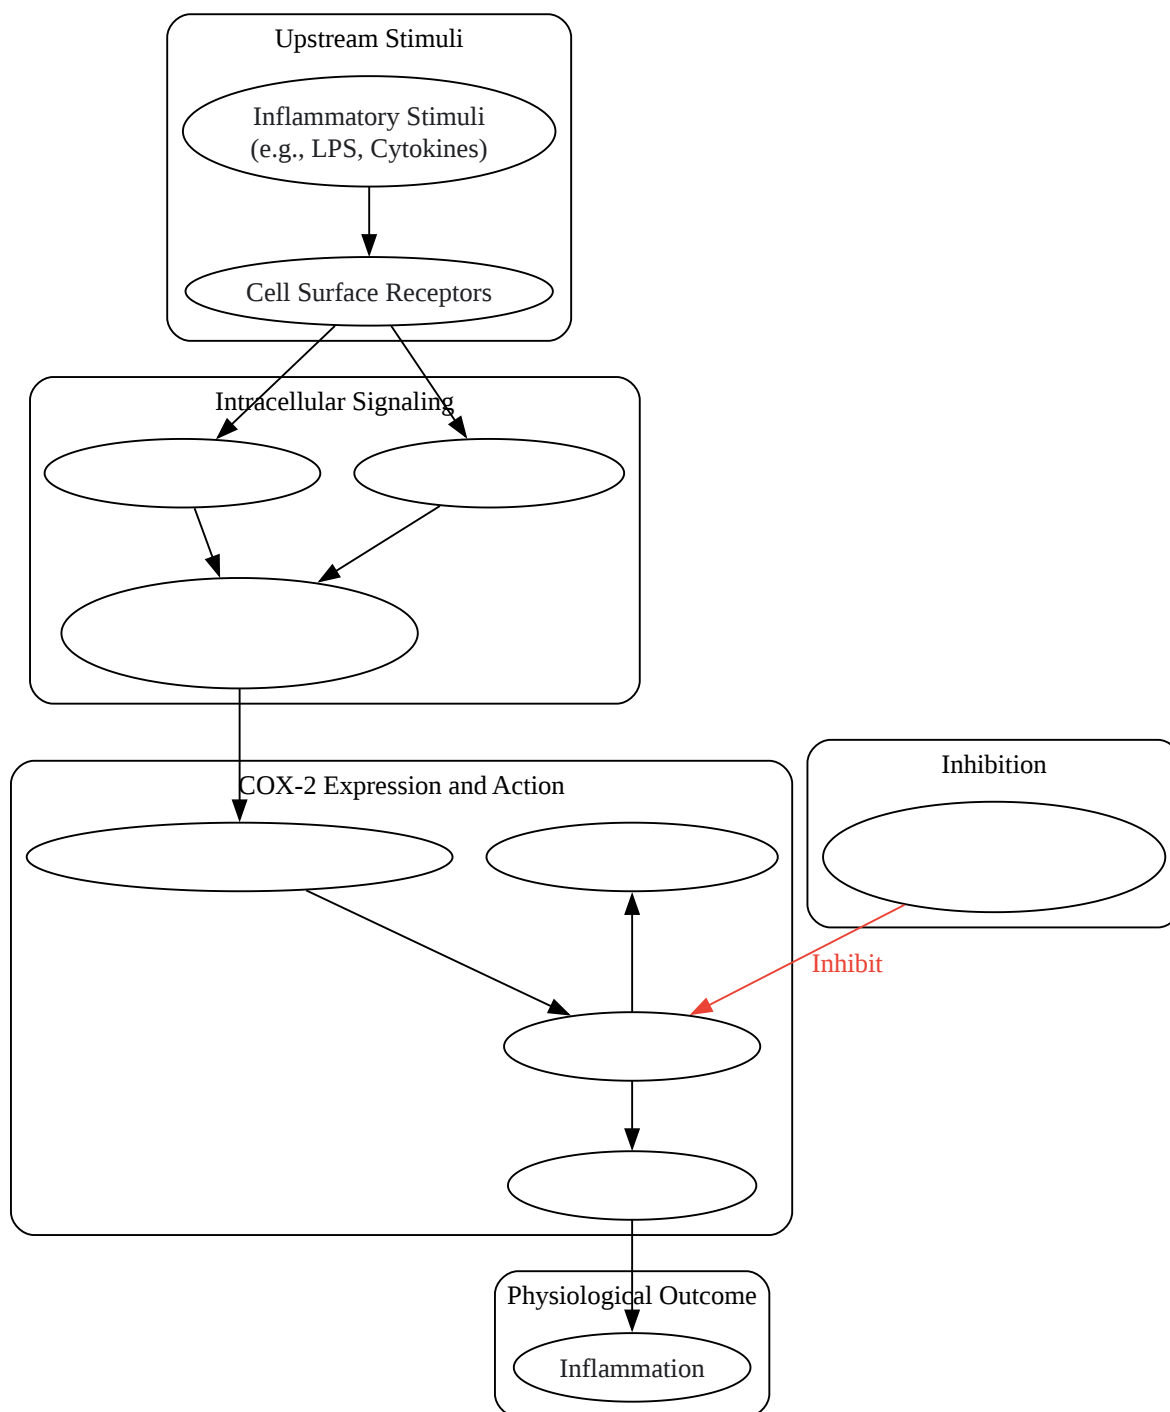 Upstream Stimuli
Inflammatory Stimuli
(e.g., LPS, Cytokines)
Cell Surface Receptors
Intracellular Signaling
COX-2 Expression and Action
Inhibition
Inhibit
Physiological Outcome
Inflammation